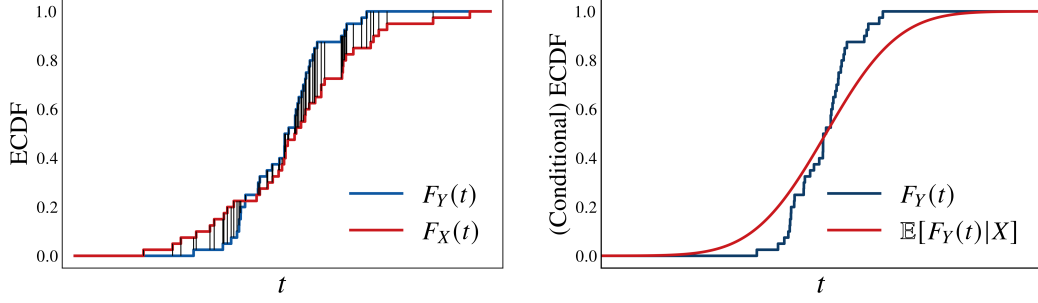 ECDF
1.0
0.8
0.6
0.4
0.2
0.0
F_Y(t)
F_X(t)
t
(Conditional) ECDF
1.0
0.8
0.6
0.4
0.2
0.0
F_Y(t)
𝔼[F_Y(t)|X]
t